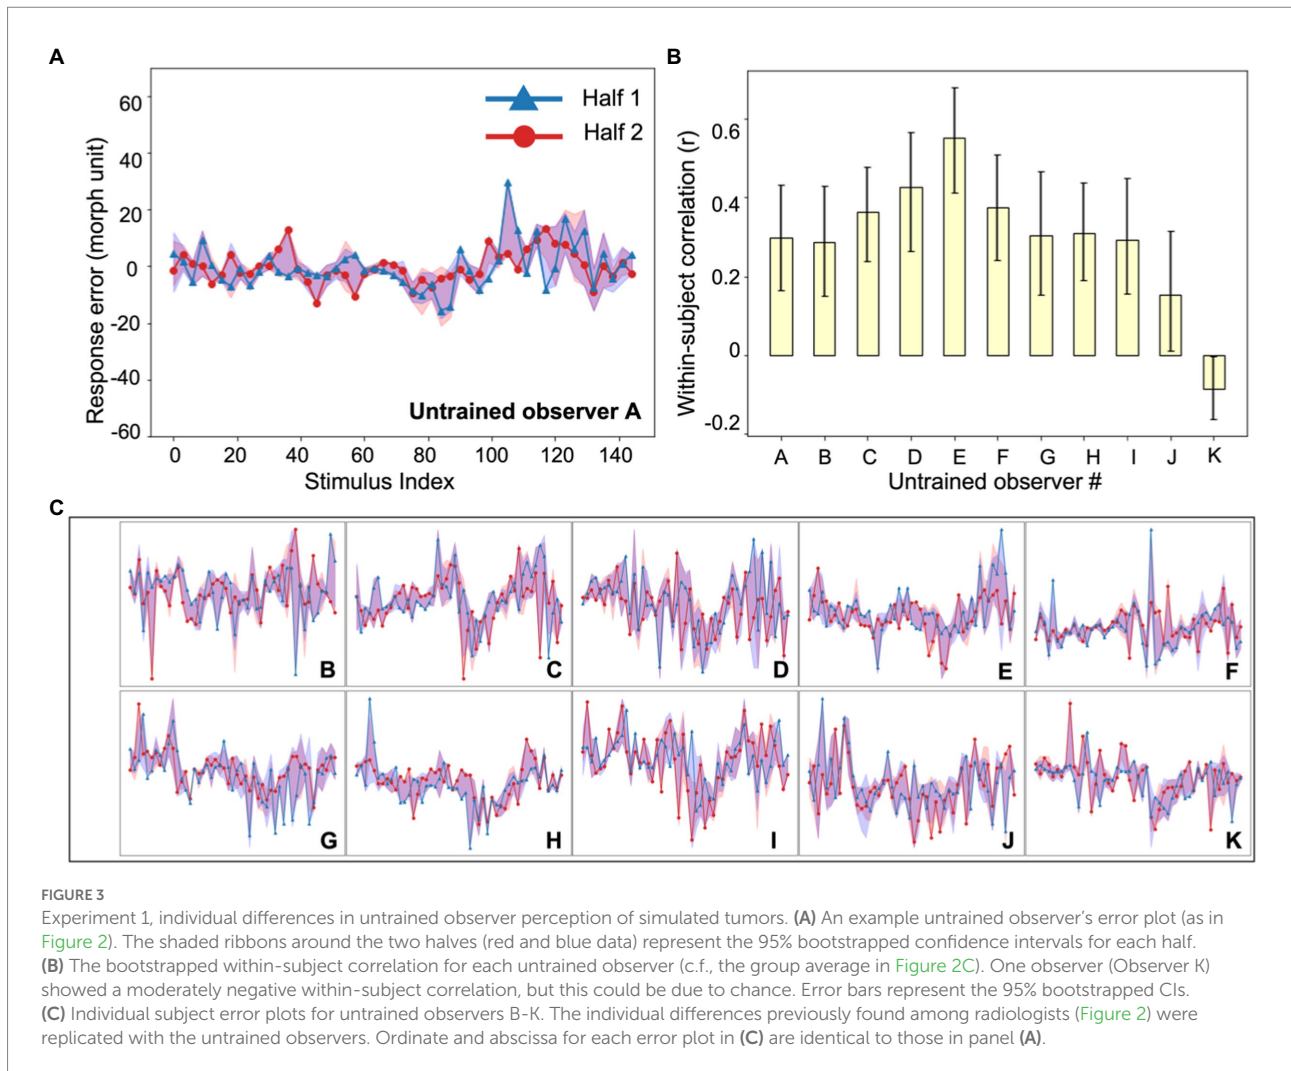 A
B
Response error (morph unit)
60
40
20
0
-20
-40
-60
Half 1
Half 2
Untrained observer A
0 20 40 60 80 100 120 140
Stimulus Index
Within-subject correlation (r)
0.6
0.4
0.2
0
-0.2
A B C D E F G H I J K
Untrained observer #
C
B C D E F
G H I J K
FIGURE 3
Experiment 1, individual differences in untrained observer perception of simulated tumors. (A) An example untrained observer's error plot (as in
Figure 2). The shaded ribbons around the two halves (red and blue data) represent the 95% bootstrapped confidence intervals for each half.
(B) The bootstrapped within-subject correlation for each untrained observer (c.f., the group average in Figure 2C). One observer (Observer K)
showed a moderately negative within-subject correlation, but this could be due to chance. Error bars represent the 95% bootstrapped CIs.
(C) Individual subject error plots for untrained observers B-K. The individual differences previously found among radiologists (Figure 2) were
replicated with the untrained observers. Ordinate and abscissa for each error plot in (C) are identical to those in panel (A).